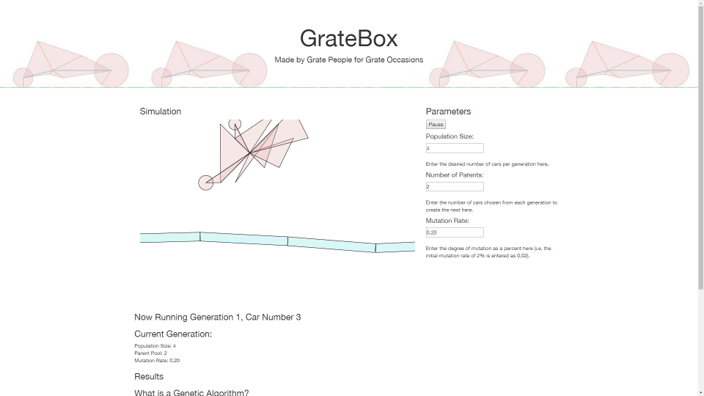 GrateBox
Made by Grate People for Grate Occasions
Simulation
Parameters
Pause
Population Size:
4
Enter the desired number of cars per generation here.
Number of Parents:
2
Enter the number of cars chosen from each generation to
create the next here.
Mutation Rate:
0.20
Enter the degree of mutation as a percent here (i.e. the
initial mutation rate of 2% is entered as 0.02).
Now Running Generation 1, Car Number 3
Current Generation:
Population Size: 4
Parent Pool: 2
Mutation Rate: 0.20
Results
What is a Genetic Algorithm?